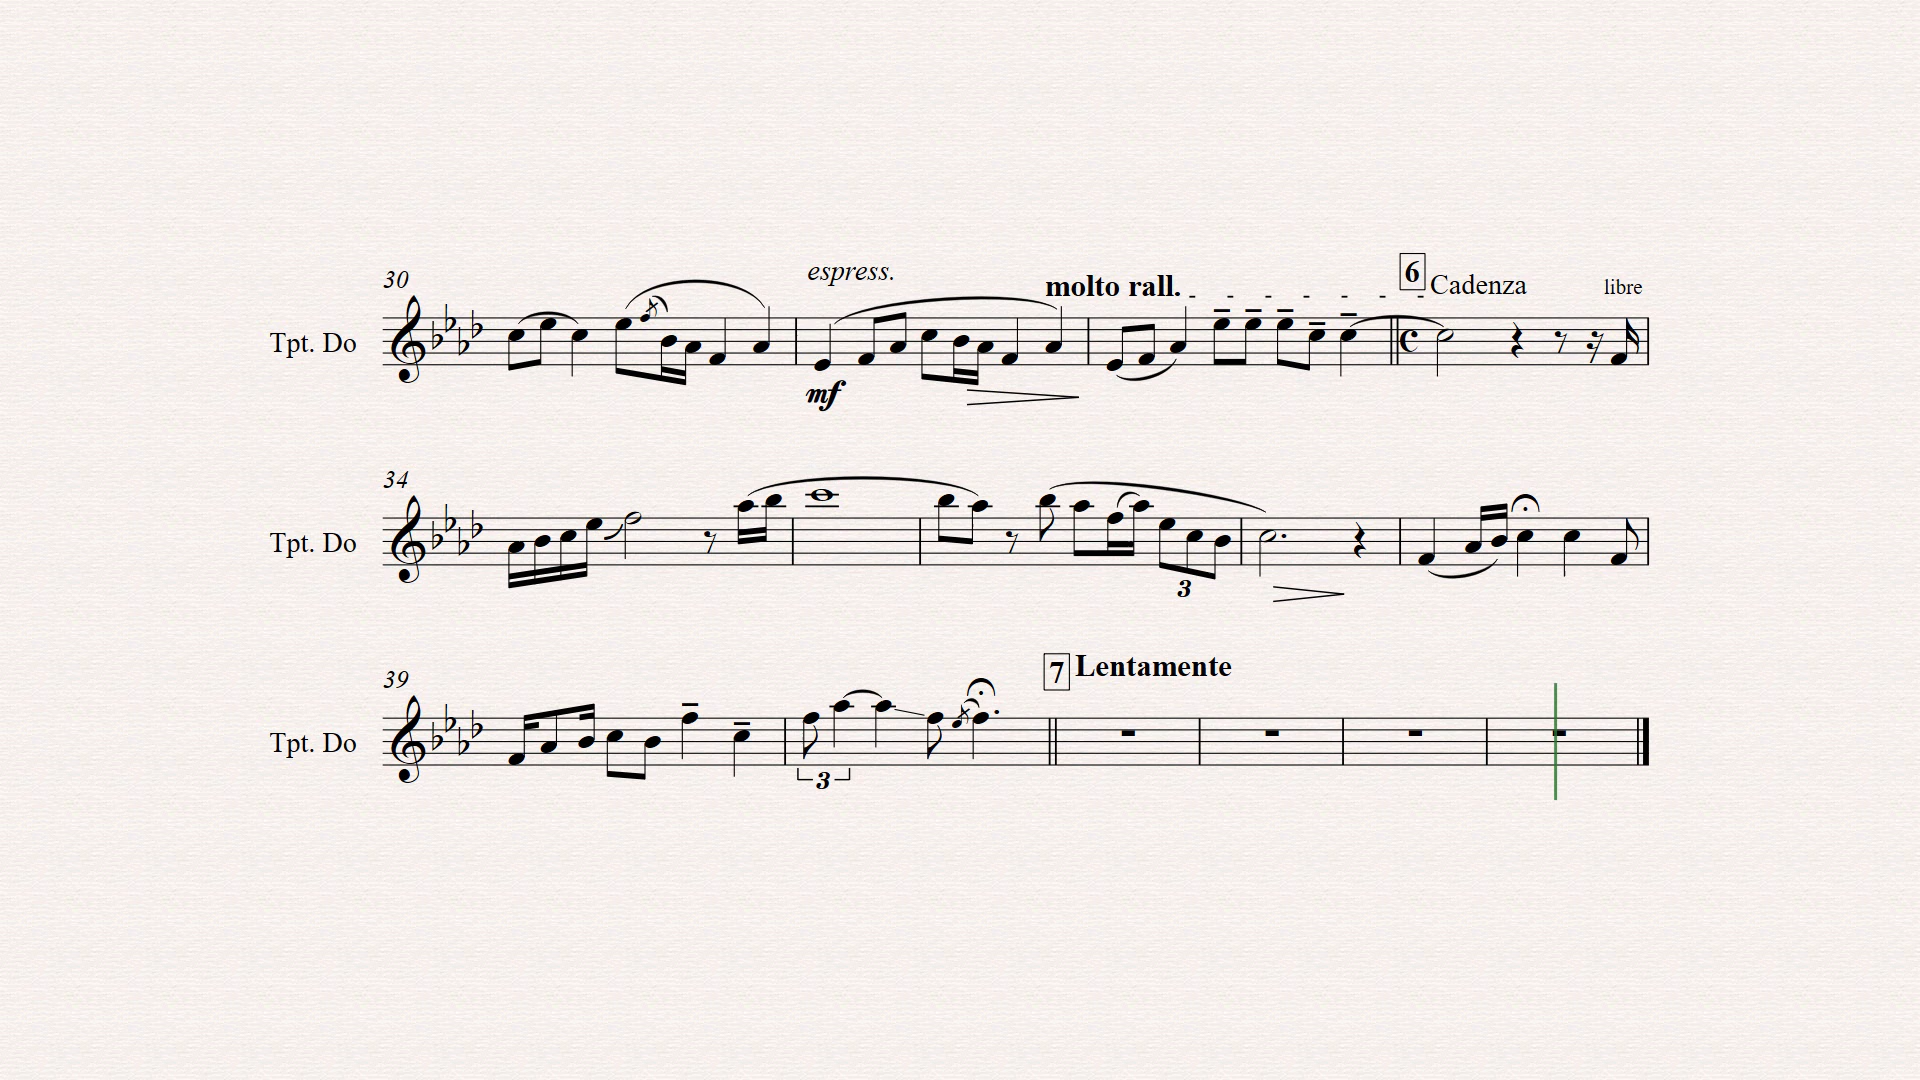 30
espress.
molto rall.
6 Cadenza libre
Tpt. Do
mf
34
Tpt. Do
3
39
7 Lentamente
Tpt. Do
3